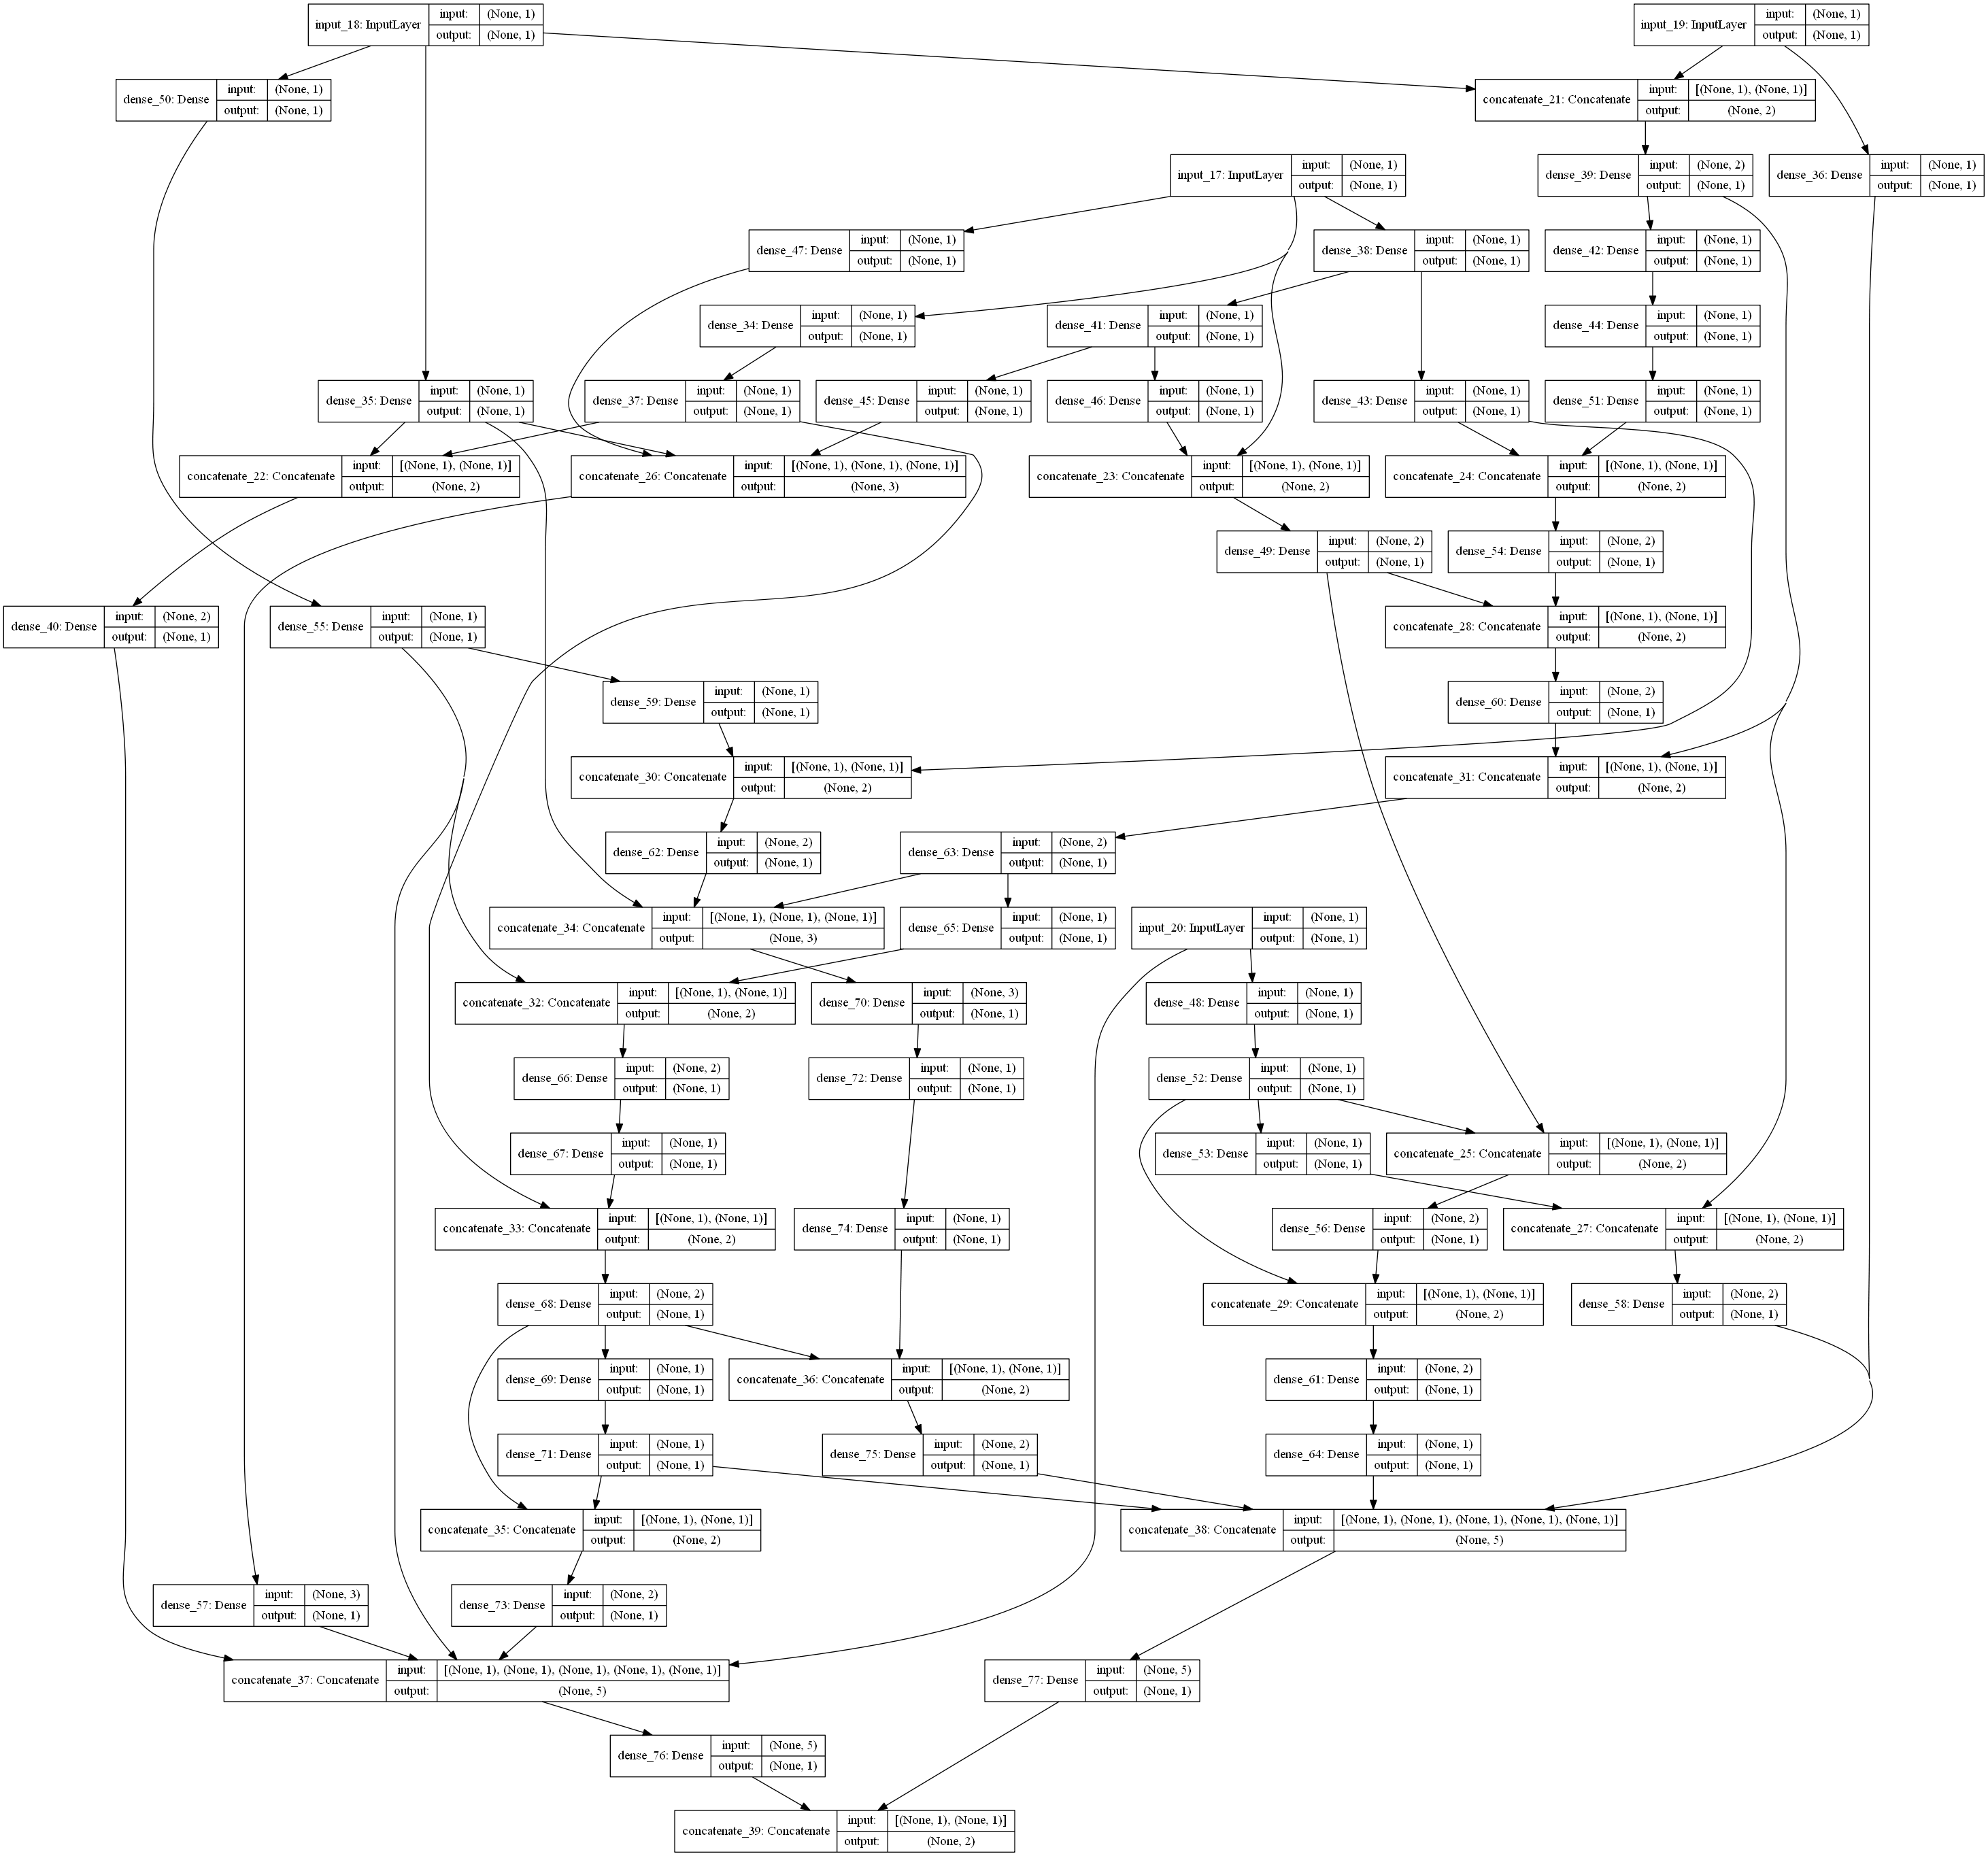 input_18: InputLayer input: (None, 1) output: (None, 1)
input_19: InputLayer input: (None, 1) output: (None, 1)
dense_50: Dense input: (None, 1) output: (None, 1)
concatenate_21: Concatenate input: [(None, 1), (None, 1)] output: (None, 2)
input_17: InputLayer input: (None, 1) output: (None, 1)
dense_39: Dense input: (None, 2) output: (None, 1)
dense_36: Dense input: (None, 1) output: (None, 1)
dense_47: Dense input: (None, 1) output: (None, 1)
dense_38: Dense input: (None, 1) output: (None, 1)
dense_42: Dense input: (None, 1) output: (None, 1)
dense_34: Dense input: (None, 1) output: (None, 1)
dense_41: Dense input: (None, 1) output: (None, 1)
dense_44: Dense input: (None, 1) output: (None, 1)
dense_35: Dense input: (None, 1) output: (None, 1)
dense_37: Dense input: (None, 1) output: (None, 1)
dense_45: Dense input: (None, 1) output: (None, 1)
dense_46: Dense input: (None, 1) output: (None, 1)
dense_43: Dense input: (None, 1) output: (None, 1)
dense_51: Dense input: (None, 1) output: (None, 1)
concatenate_22: Concatenate input: [(None, 1), (None, 1)] output: (None, 2)
concatenate_26: Concatenate input: [(None, 1), (None, 1), (None, 1)] output: (None, 3)
concatenate_23: Concatenate input: [(None, 1), (None, 1)] output: (None, 2)
concatenate_24: Concatenate input: [(None, 1), (None, 1)] output: (None, 2)
dense_49: Dense input: (None, 2) output: (None, 1)
dense_54: Dense input: (None, 2) output: (None, 1)
dense_40: Dense input: (None, 2) output: (None, 1)
dense_55: Dense input: (None, 1) output: (None, 1)
concatenate_28: Concatenate input: [(None, 1), (None, 1)] output: (None, 2)
dense_59: Dense input: (None, 1) output: (None, 1)
dense_60: Dense input: (None, 2) output: (None, 1)
concatenate_30: Concatenate input: [(None, 1), (None, 1)] output: (None, 2)
concatenate_31: Concatenate input: [(None, 1), (None, 1)] output: (None, 2)
dense_62: Dense input: (None, 2) output: (None, 1)
dense_63: Dense input: (None, 2) output: (None, 1)
concatenate_34: Concatenate input: [(None, 1), (None, 1), (None, 1)] output: (None, 3)
dense_65: Dense input: (None, 1) output: (None, 1)
input_20: InputLayer input: (None, 1) output: (None, 1)
concatenate_32: Concatenate input: [(None, 1), (None, 1)] output: (None, 2)
dense_70: Dense input: (None, 3) output: (None, 1)
dense_48: Dense input: (None, 1) output: (None, 1)
dense_66: Dense input: (None, 2) output: (None, 1)
dense_72: Dense input: (None, 1) output: (None, 1)
dense_52: Dense input: (None, 1) output: (None, 1)
dense_67: Dense input: (None, 1) output: (None, 1)
dense_53: Dense input: (None, 1) output: (None, 1)
concatenate_25: Concatenate input: [(None, 1), (None, 1)] output: (None, 2)
concatenate_33: Concatenate input: [(None, 1), (None, 1)] output: (None, 2)
dense_74: Dense input: (None, 1) output: (None, 1)
dense_56: Dense input: (None, 2) output: (None, 1)
concatenate_27: Concatenate input: [(None, 1), (None, 1)] output: (None, 2)
dense_68: Dense input: (None, 2) output: (None, 1)
concatenate_29: Concatenate input: [(None, 1), (None, 1)] output: (None, 2)
dense_58: Dense input: (None, 2) output: (None, 1)
dense_69: Dense input: (None, 1) output: (None, 1)
concatenate_36: Concatenate input: [(None, 1), (None, 1)] output: (None, 2)
dense_61: Dense input: (None, 2) output: (None, 1)
dense_71: Dense input: (None, 1) output: (None, 1)
dense_75: Dense input: (None, 2) output: (None, 1)
dense_64: Dense input: (None, 1) output: (None, 1)
concatenate_35: Concatenate input: [(None, 1), (None, 1)] output: (None, 2)
concatenate_38: Concatenate input: [(None, 1), (None, 1), (None, 1), (None, 1), (None, 1)] output: (None, 5)
dense_57: Dense input: (None, 3) output: (None, 1)
dense_73: Dense input: (None, 2) output: (None, 1)
concatenate_37: Concatenate input: [(None, 1), (None, 1), (None, 1), (None, 1), (None, 1)] output: (None, 5)
dense_77: Dense input: (None, 5) output: (None, 1)
dense_76: Dense input: (None, 5) output: (None, 1)
concatenate_39: Concatenate input: [(None, 1), (None, 1)] output: (None, 2)